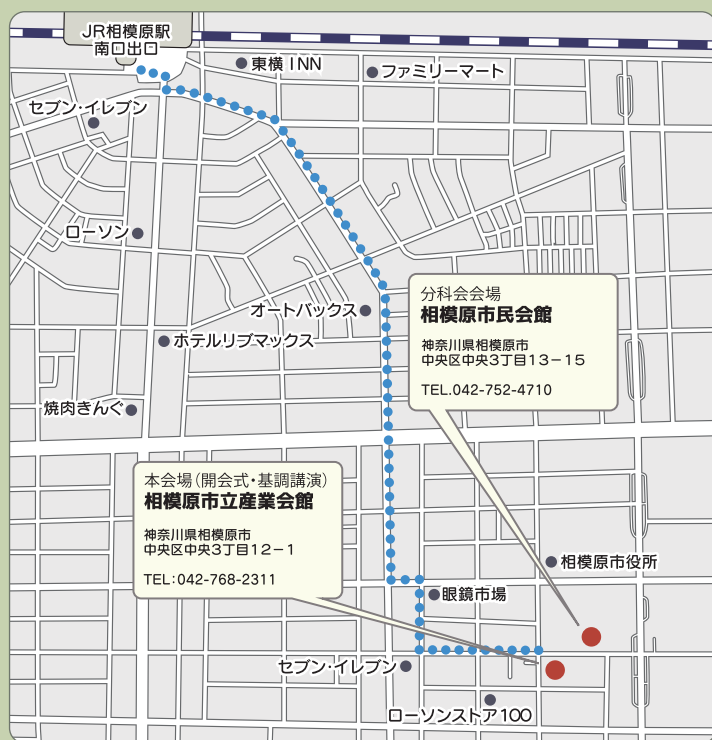 JR相模原駅
南口出口
東横INN
ファミリーマート
セブン・イレブン
ローソン
オートバックス
ホテルリブマックス
焼肉きんぐ
分科会会場
相模原市民会館
神奈川県相模原市
中央区中央3丁目13－15
TEL.042-752-4710
本会場（開会式・基調講演）
相模原市立産業会館
神奈川県相模原市
中央区中央3丁目12－1
TEL：042-768-2311
相模原市役所
眼鏡市場
セブン・イレブン
ローソンストア100